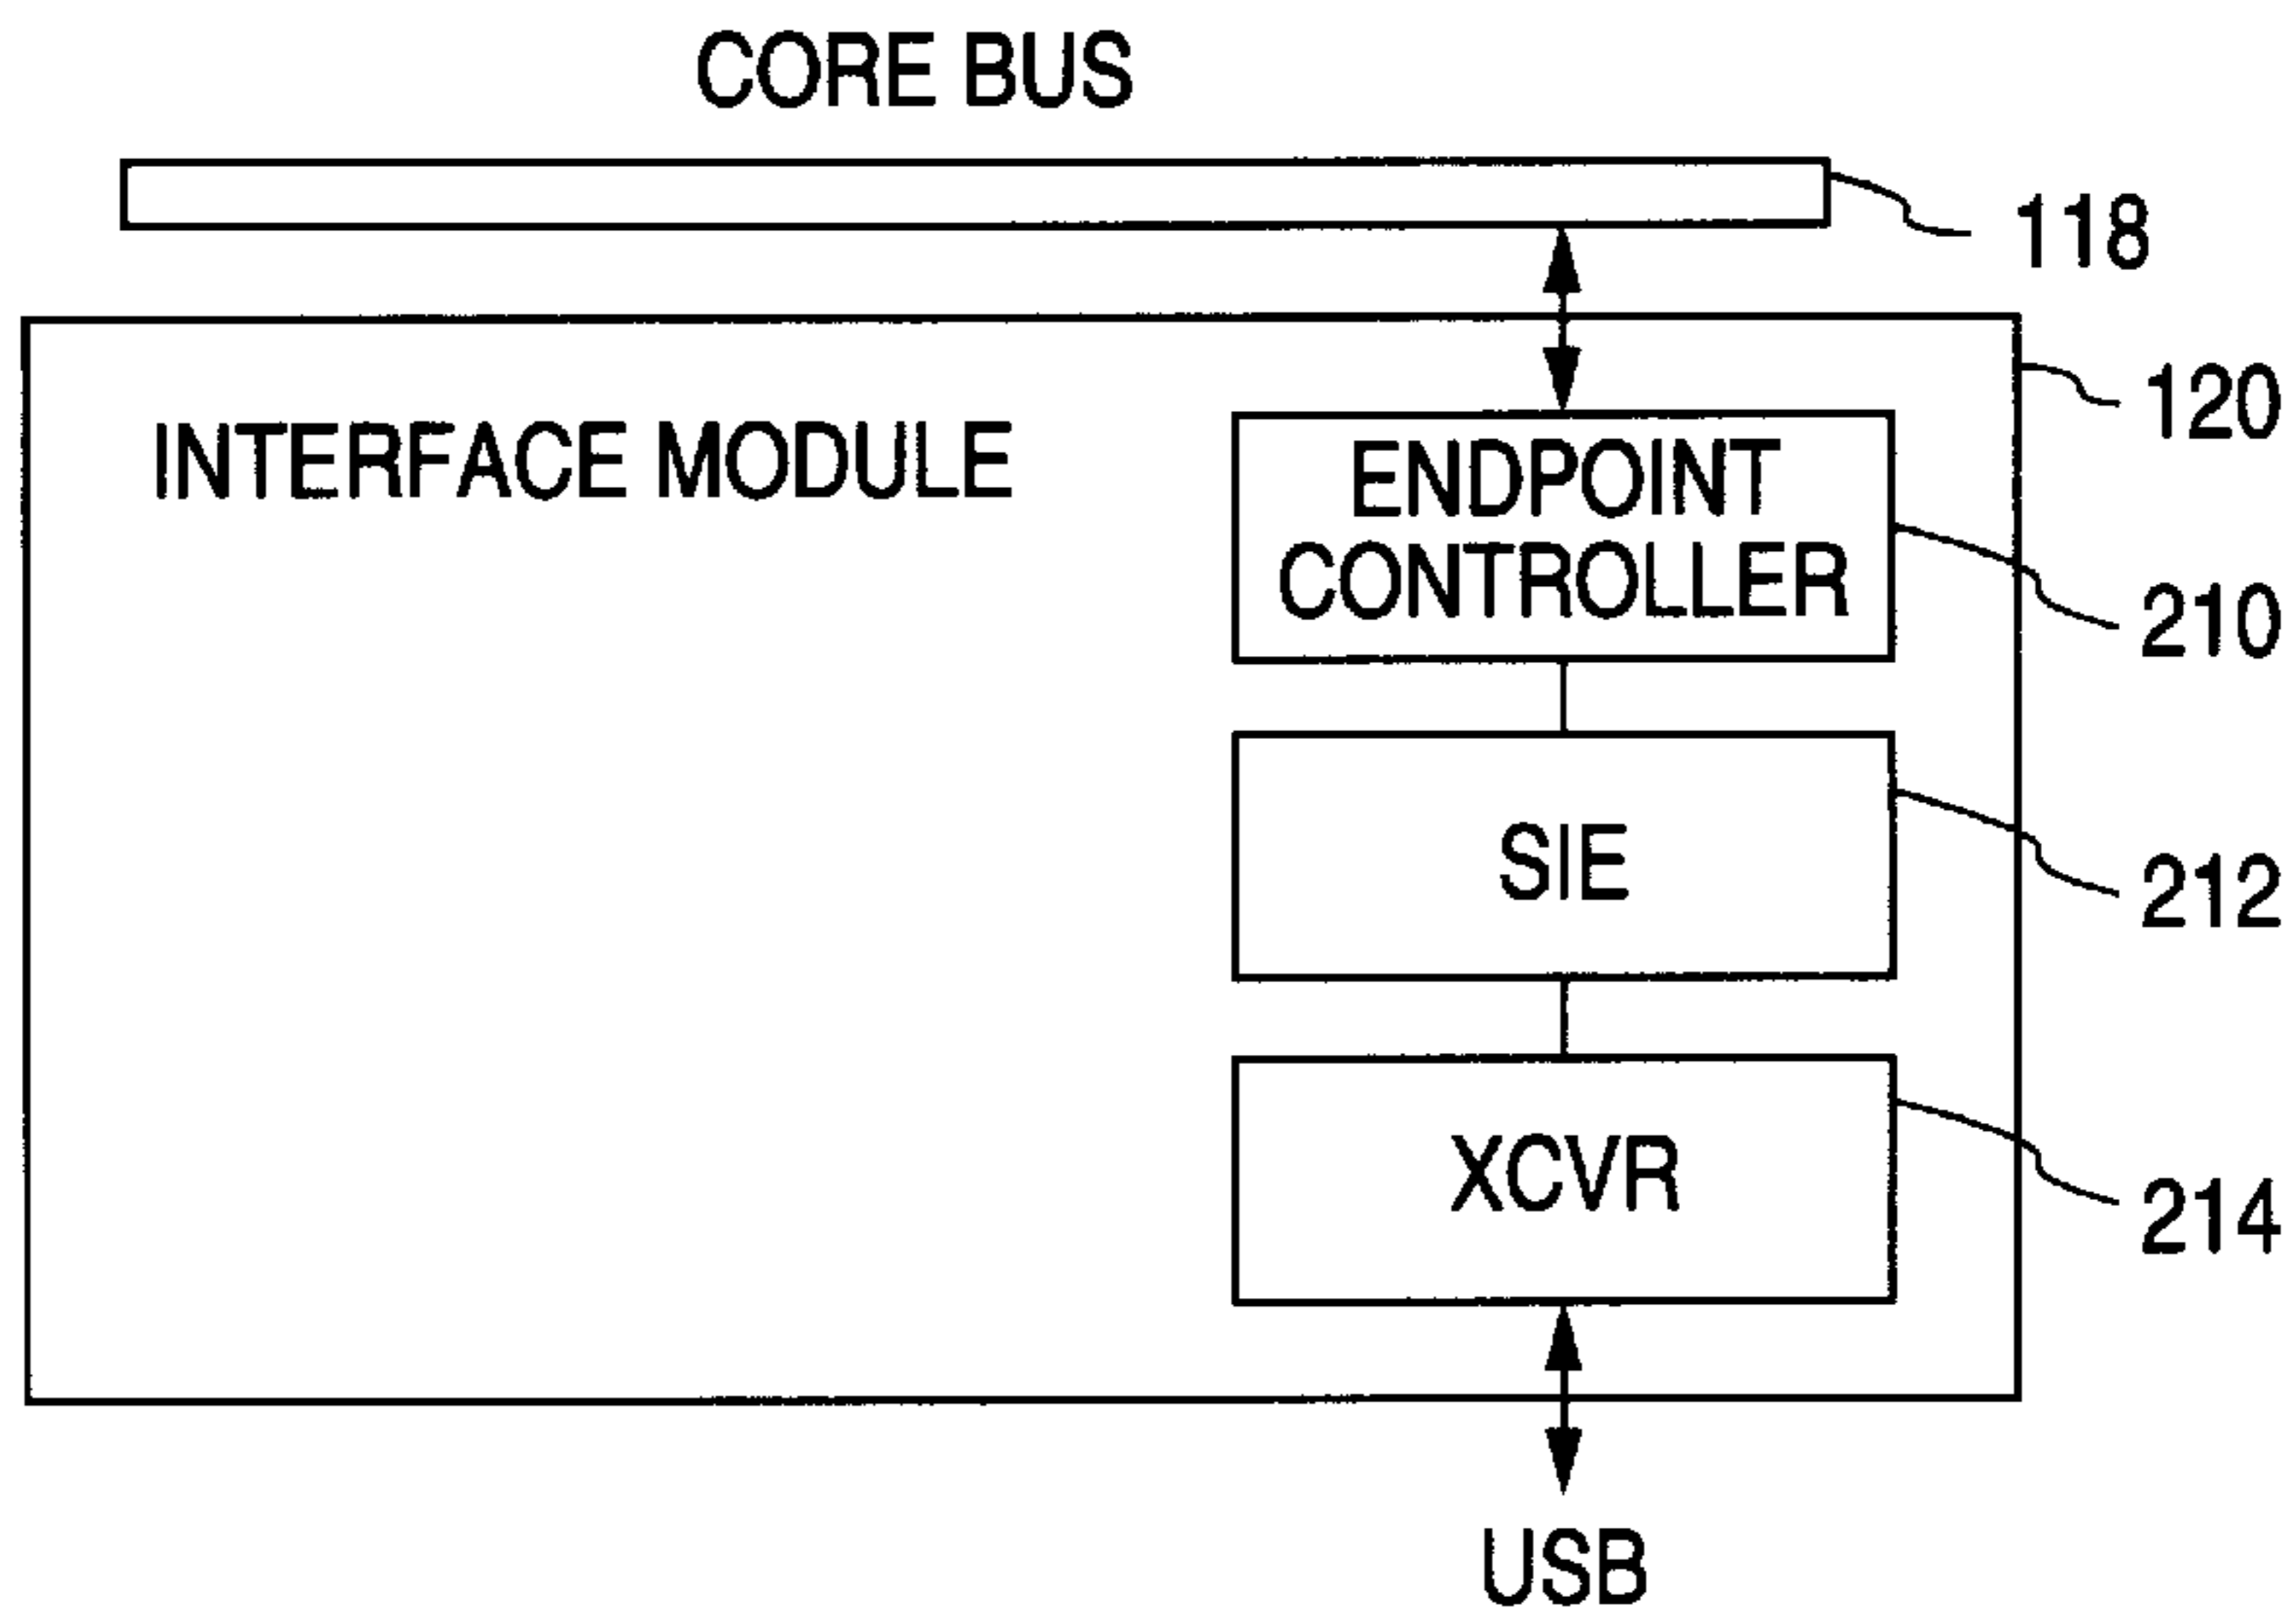 CORE BUS
118
120
INTERFACE MODULE
ENDPOINT
CONTROLLER
210
SIE
212
XCVR
214
USB